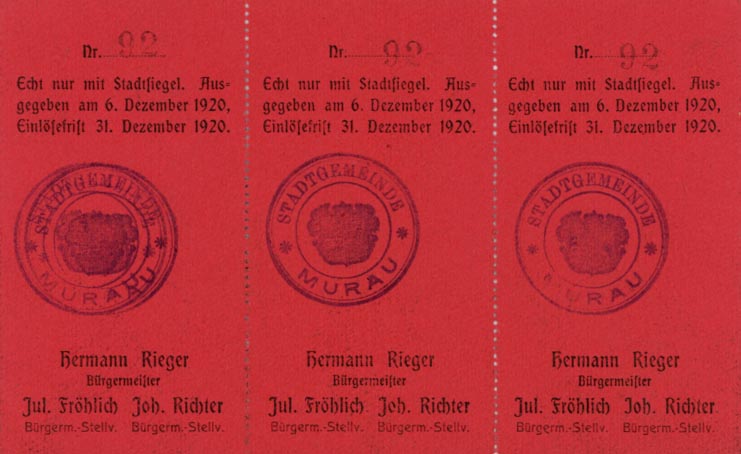 Nr. 92
Echt nur mit Stadtſiegel. Aus-
gegeben am 6. Dezember 1920,
Einlöſefriſt 31. Dezember 1920.
STADTGEMEINDE
* MURAU *
Hermann Rieger
Bürgermeiſter
Jul. Fröhlich Joh. Richter
Bürgerm.-Stellv. Bürgerm.-Stellv.
Nr. 92
Echt nur mit Stadtſiegel. Aus-
gegeben am 6. Dezember 1920,
Einlöſefriſt 31. Dezember 1920.
STADTGEMEINDE
* MURAU *
Hermann Rieger
Bürgermeiſter
Jul. Fröhlich Joh. Richter
Bürgerm.-Stellv. Bürgerm.-Stellv.
Nr. 92
Echt nur mit Stadtſiegel. Aus-
gegeben am 6. Dezember 1920,
Einlöſefriſt 31. Dezember 1920.
STADTGEMEINDE
* URAU *
Hermann Rieger
Bürgermeiſter
Jul. Fröhlich Joh. Richter
Bürgerm.-Stellv. Bürgerm.-Stellv.